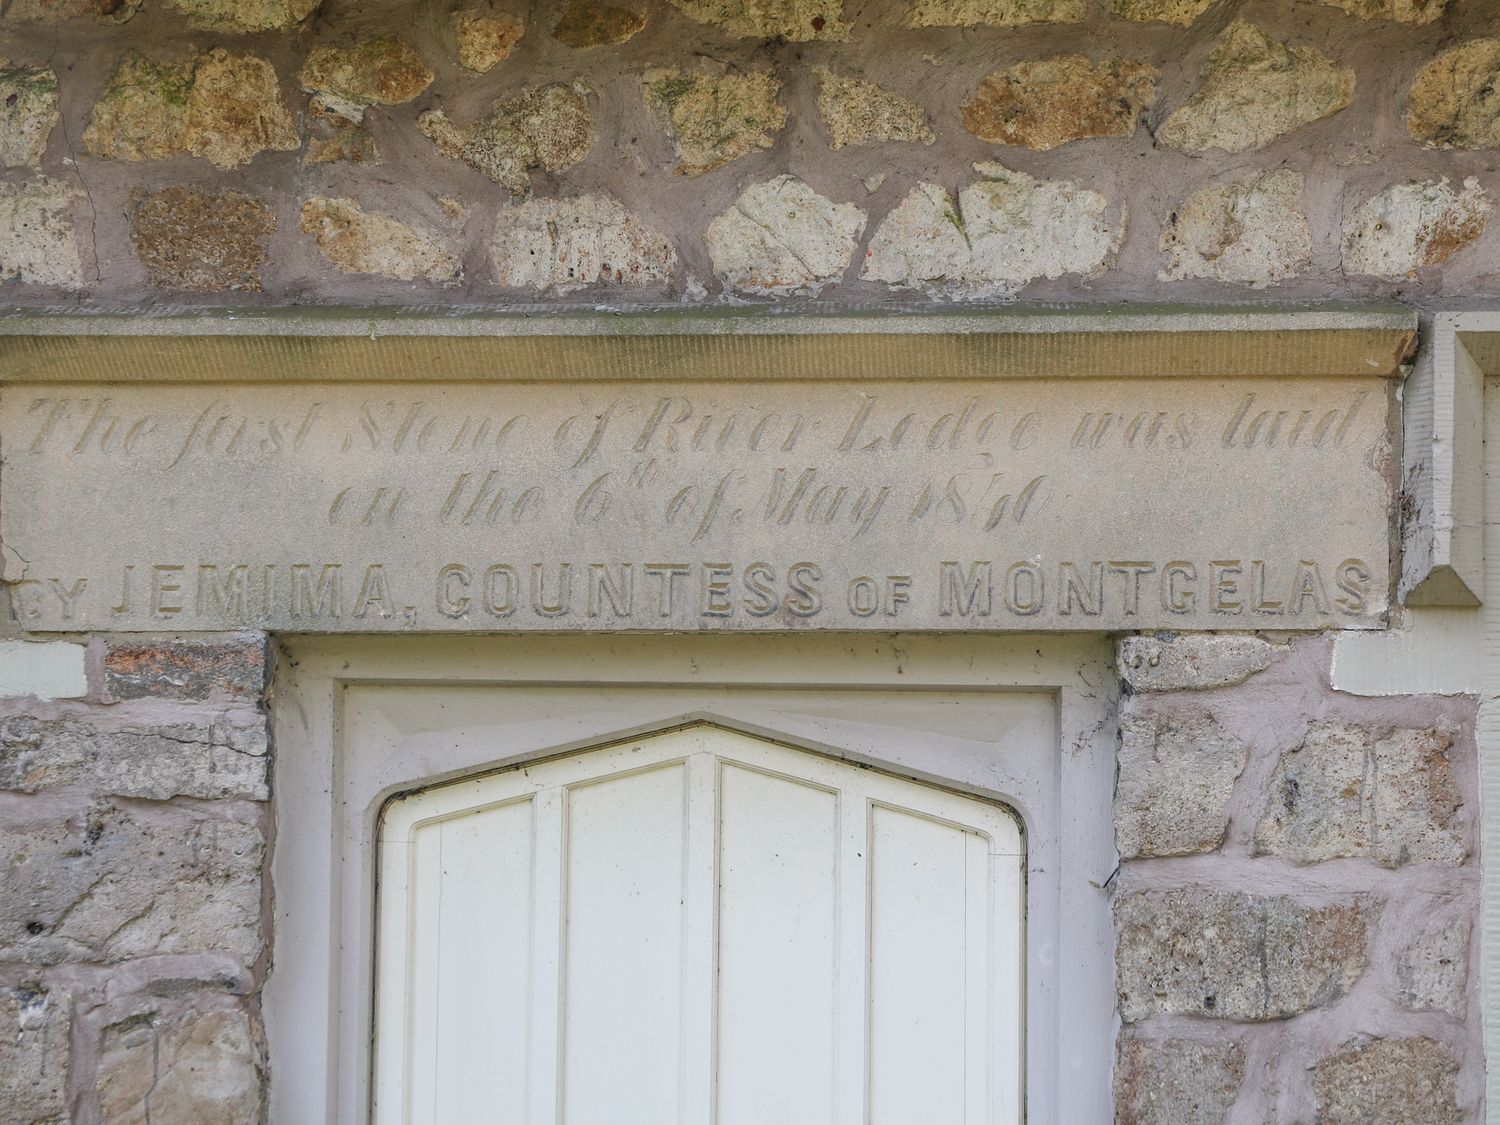 The first Stone of River Lodge was laid
on the 6th of May 1840
BY JEMIMA, COUNTESS OF MONTGELAS